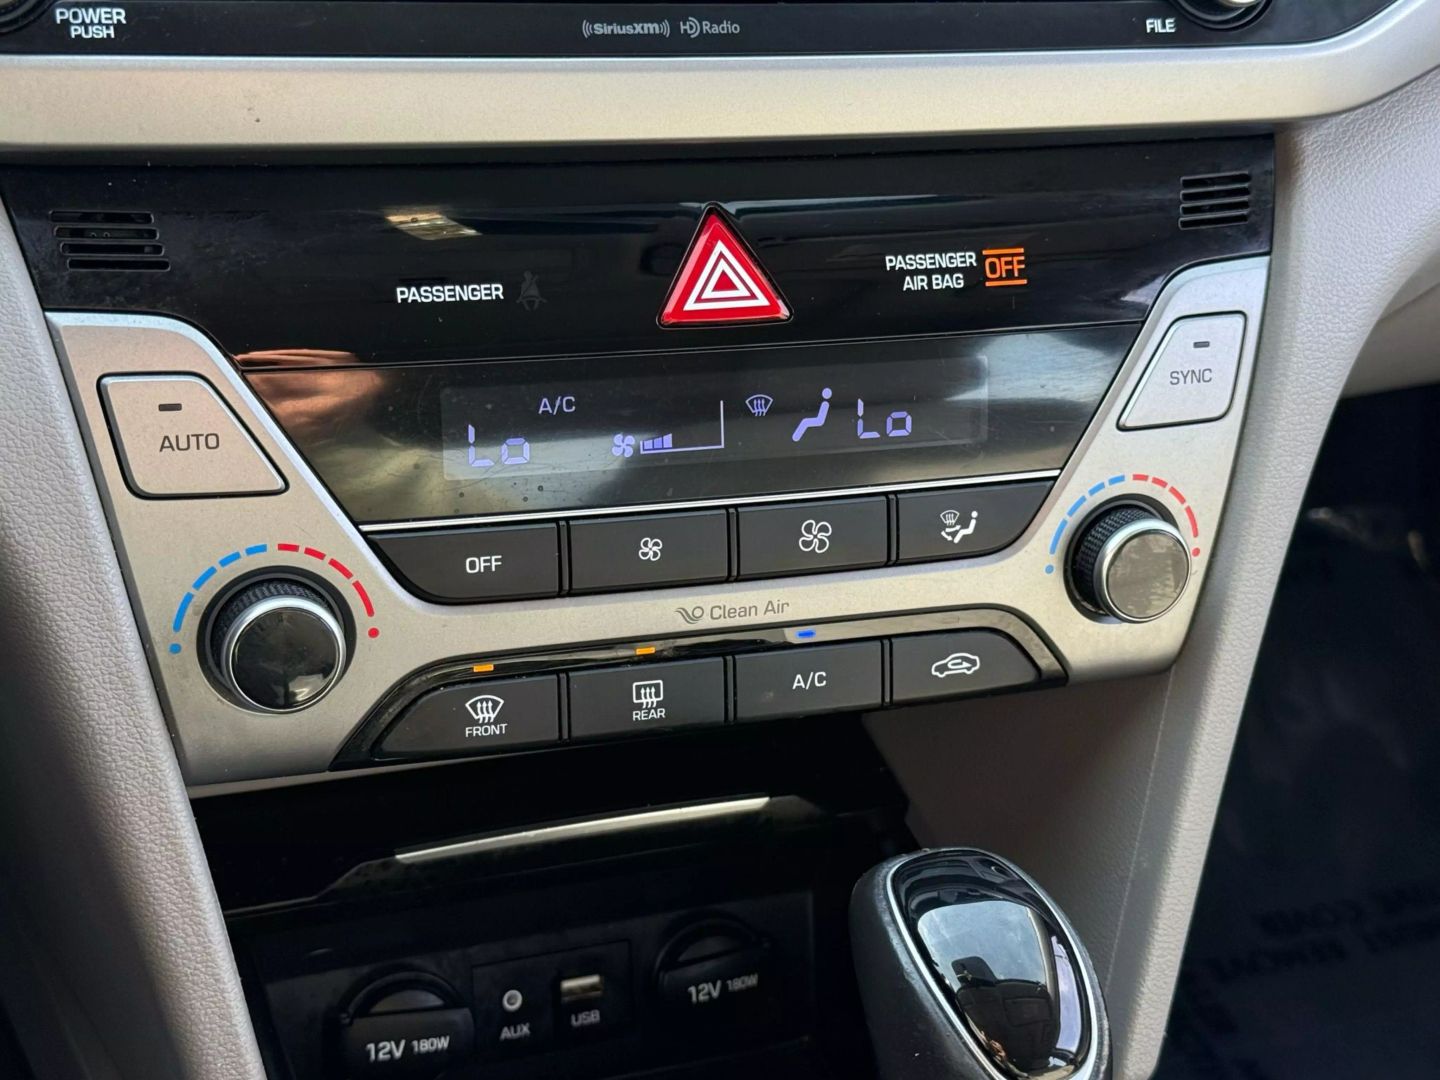 POWER
PUSH
((SiriusXM)) HD Radio
FILE
PASSENGER
PASSENGER
AIR BAG
OFF
AUTO
A/C
Lo
Lo
SYNC
OFF
Clean Air
FRONT
REAR
A/C
12V 180W
AUX
USB
12V 180W